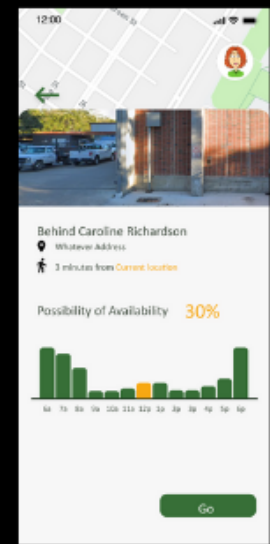 12:00
Behind Caroline Richardson
Whatever Address
3 minutes from Current location
Possibility of Availability 30%
6a 7a 8a 9a 10a 11a 12p 1p 2p 3p 4p 5p 6p
Go